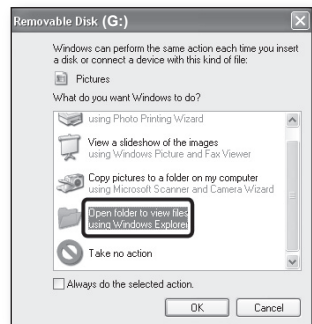 Removable Disk (G:)
Windows can perform the same action each time you insert
a disk or connect a device with this kind of file:
Pictures
What do you want Windows to do?
using Photo Printing Wizard
View a slideshow of the images
using Windows Picture and Fax Viewer
Copy pictures to a folder on my computer
using Microsoft Scanner and Camera Wizard
Open folder to view files
using Windows Explorer
Take no action
Always do the selected action.
OK
Cancel